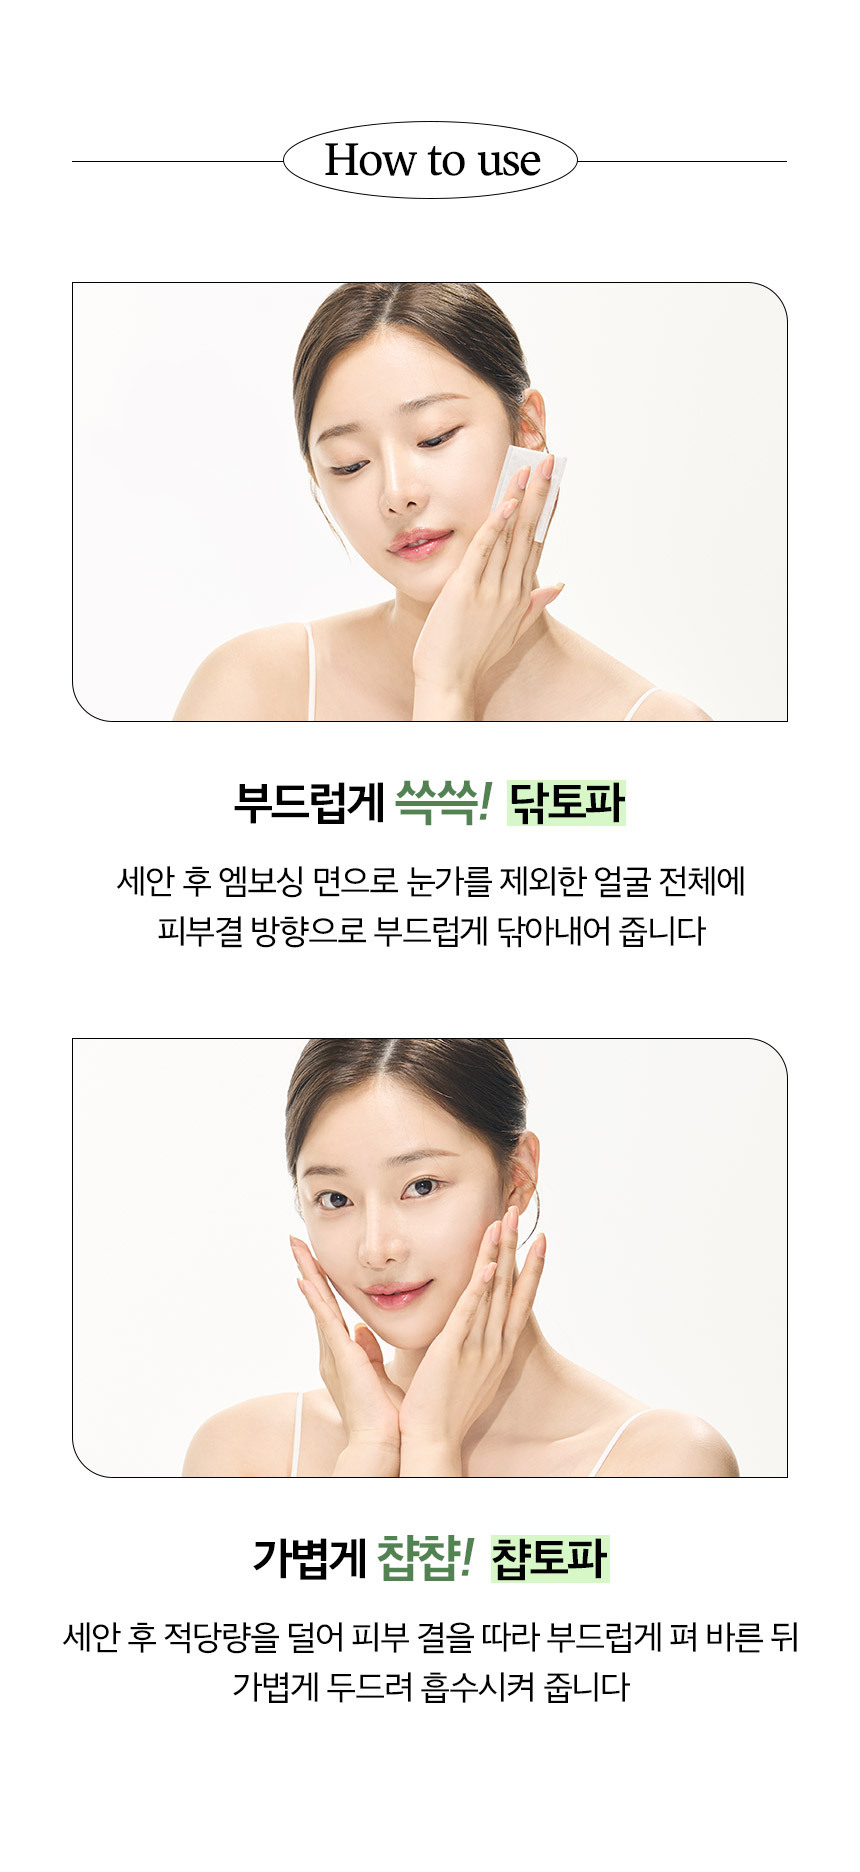 How to use
부드럽게 쓱쓱! 닦토파
세안 후 엠보싱 면으로 눈가를 제외한 얼굴 전체에
피부결 방향으로 부드럽게 닦아내어 줍니다
가볍게 챱챱! 챱토파
세안 후 적당량을 덜어 피부 결을 따라 부드럽게 펴 바른 뒤
가볍게 두드려 흡수시켜 줍니다